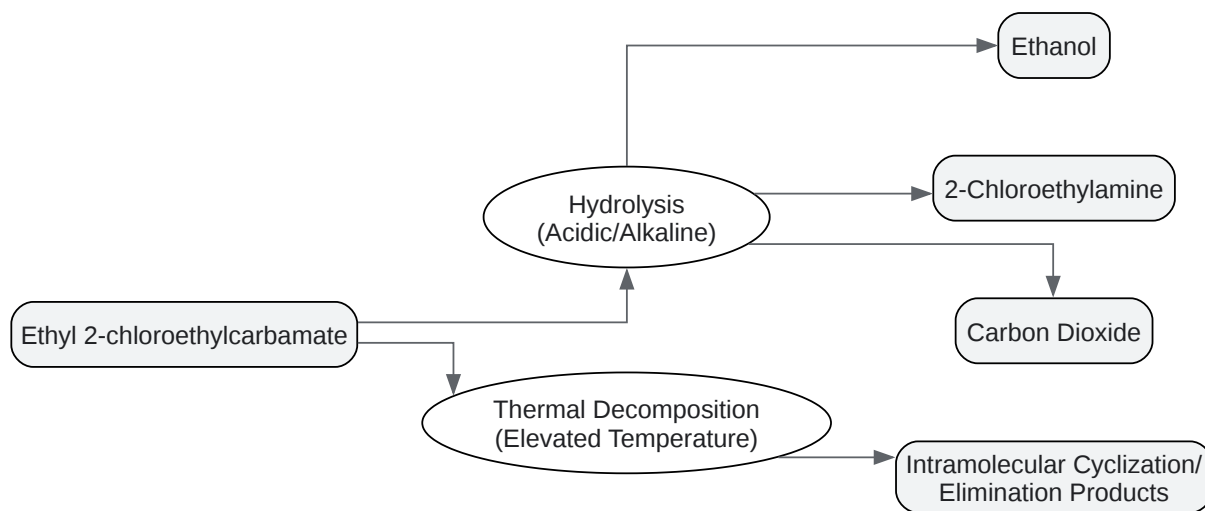 Ethanol
2-Chloroethylamine
Hydrolysis
(Acidic/Alkaline)
Ethyl 2-chloroethylcarbamate
Carbon Dioxide
Thermal Decomposition
(Elevated Temperature)
Intramolecular Cyclization/
Elimination Products